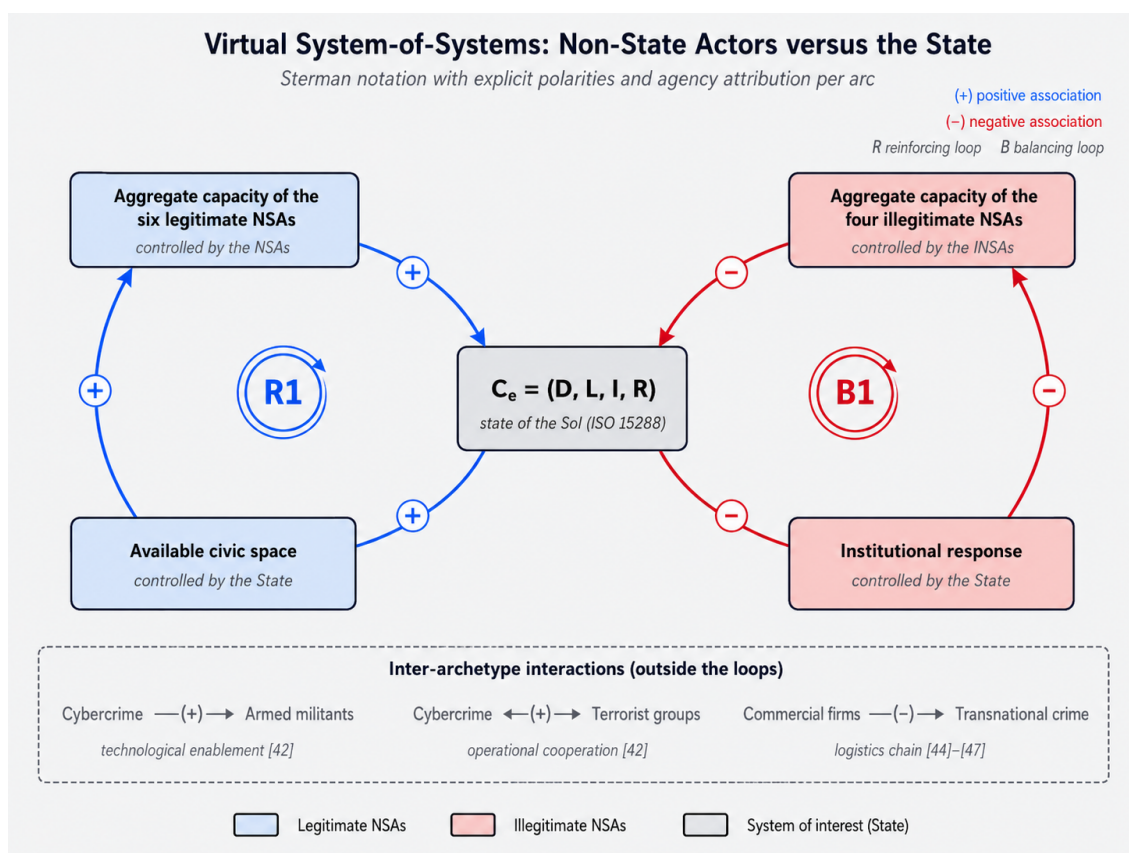 Virtual System-of-Systems: Non-State Actors versus the State
Sterman notation with explicit polarities and agency attribution per arc
(+) positive association
(−) negative association
R reinforcing loop B balancing loop
Aggregate capacity of the
six legitimate NSAs
controlled by the NSAs
Aggregate capacity of the
four illegitimate NSAs
controlled by the INSAs
+
−
Cₑ = (D, L, I, R)
state of the SoI (ISO 15288)
+
R1
B1
−
+
−
Available civic space
controlled by the State
Institutional response
controlled by the State
Inter-archetype interactions (outside the loops)
Cybercrime —(+)→ Armed militants
technological enablement [42]
Cybercrime ←(+)→ Terrorist groups
operational cooperation [42]
Commercial firms —(−)→ Transnational crime
logistics chain [44]–[47]
Legitimate NSAs
Illegitimate NSAs
System of interest (State)